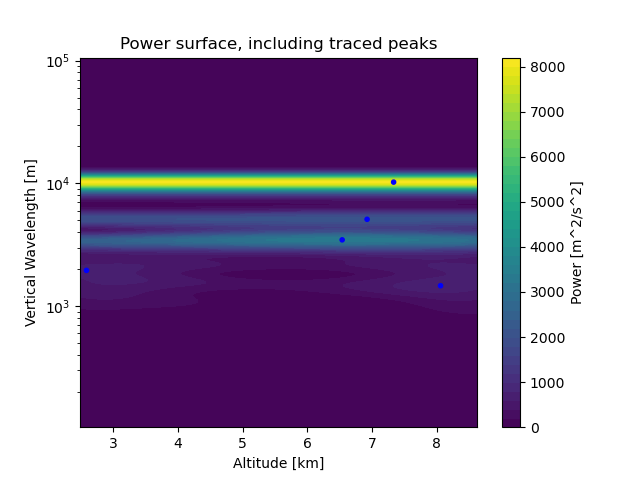 Power surface, including traced peaks
Vertical Wavelength [m]
10^5
10^4
10^3
3 4 5 6 7 8
Altitude [km]
8000
7000
6000
5000
4000
3000
2000
1000
0
Power [m^2/s^2]